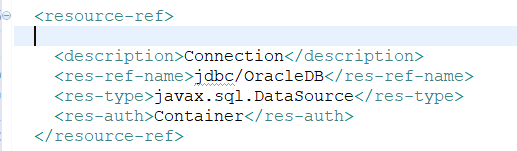 <resource-ref>
<description>Connection</description>
<res-ref-name>jdbc/OracleDB</res-ref-name>
<res-type>javax.sql.DataSource</res-type>
<res-auth>Container</res-auth>
</resource-ref>